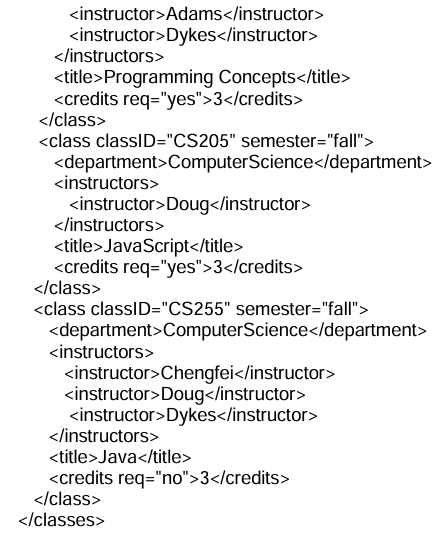 <instructor>Adams</instructor>
<instructor>Dykes</instructor>
</instructors>
<title>Programming Concepts</title>
<credits req="yes">3</credits>
</class>
<class classID="CS205" semester="fall">
<department>ComputerScience</department>
<instructors>
<instructor>Doug</instructor>
</instructors>
<title>JavaScript</title>
<credits req="yes">3</credits>
</class>
<class classID="CS255" semester="fall">
<department>ComputerScience</department>
<instructors>
<instructor>Chengfei</instructor>
<instructor>Doug</instructor>
<instructor>Dykes</instructor>
</instructors>
<title>Java</title>
<credits req="no">3</credits>
</class>
</classes>